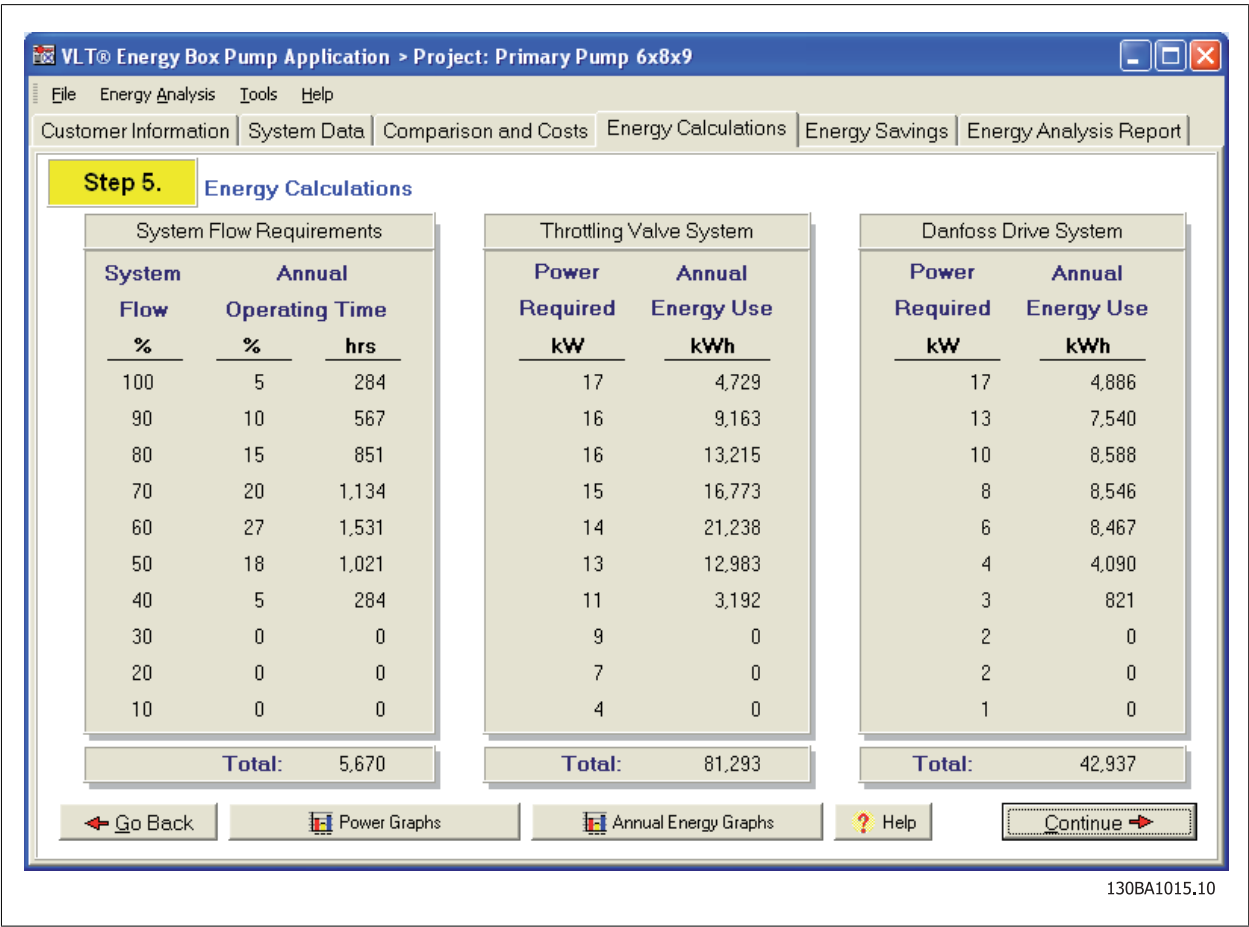 VLT® Energy Box Pump Application > Project: Primary Pump 6x8x9
File Energy Analysis Tools Help
Customer Information System Data Comparison and Costs Energy Calculations Energy Savings Energy Analysis Report
Step 5. Energy Calculations
System Flow Requirements Throttling Valve System Danfoss Drive System
System Annual Power Annual Power Annual
Flow Operating Time Required Energy Use Required Energy Use
% % hrs kW kWh kW kWh
100 5 284 17 4,729 17 4,886
90 10 567 16 9,163 13 7,540
80 15 851 16 13,215 10 8,588
70 20 1,134 15 16,773 8 8,546
60 27 1,531 14 21,238 6 8,467
50 18 1,021 13 12,983 4 4,090
40 5 284 11 3,192 3 821
30 0 0 9 0 2 0
20 0 0 7 0 2 0
10 0 0 4 0 1 0
Total: 5,670 Total: 81,293 Total: 42,937
Go Back Power Graphs Annual Energy Graphs ? Help Continue
130BA1015.10